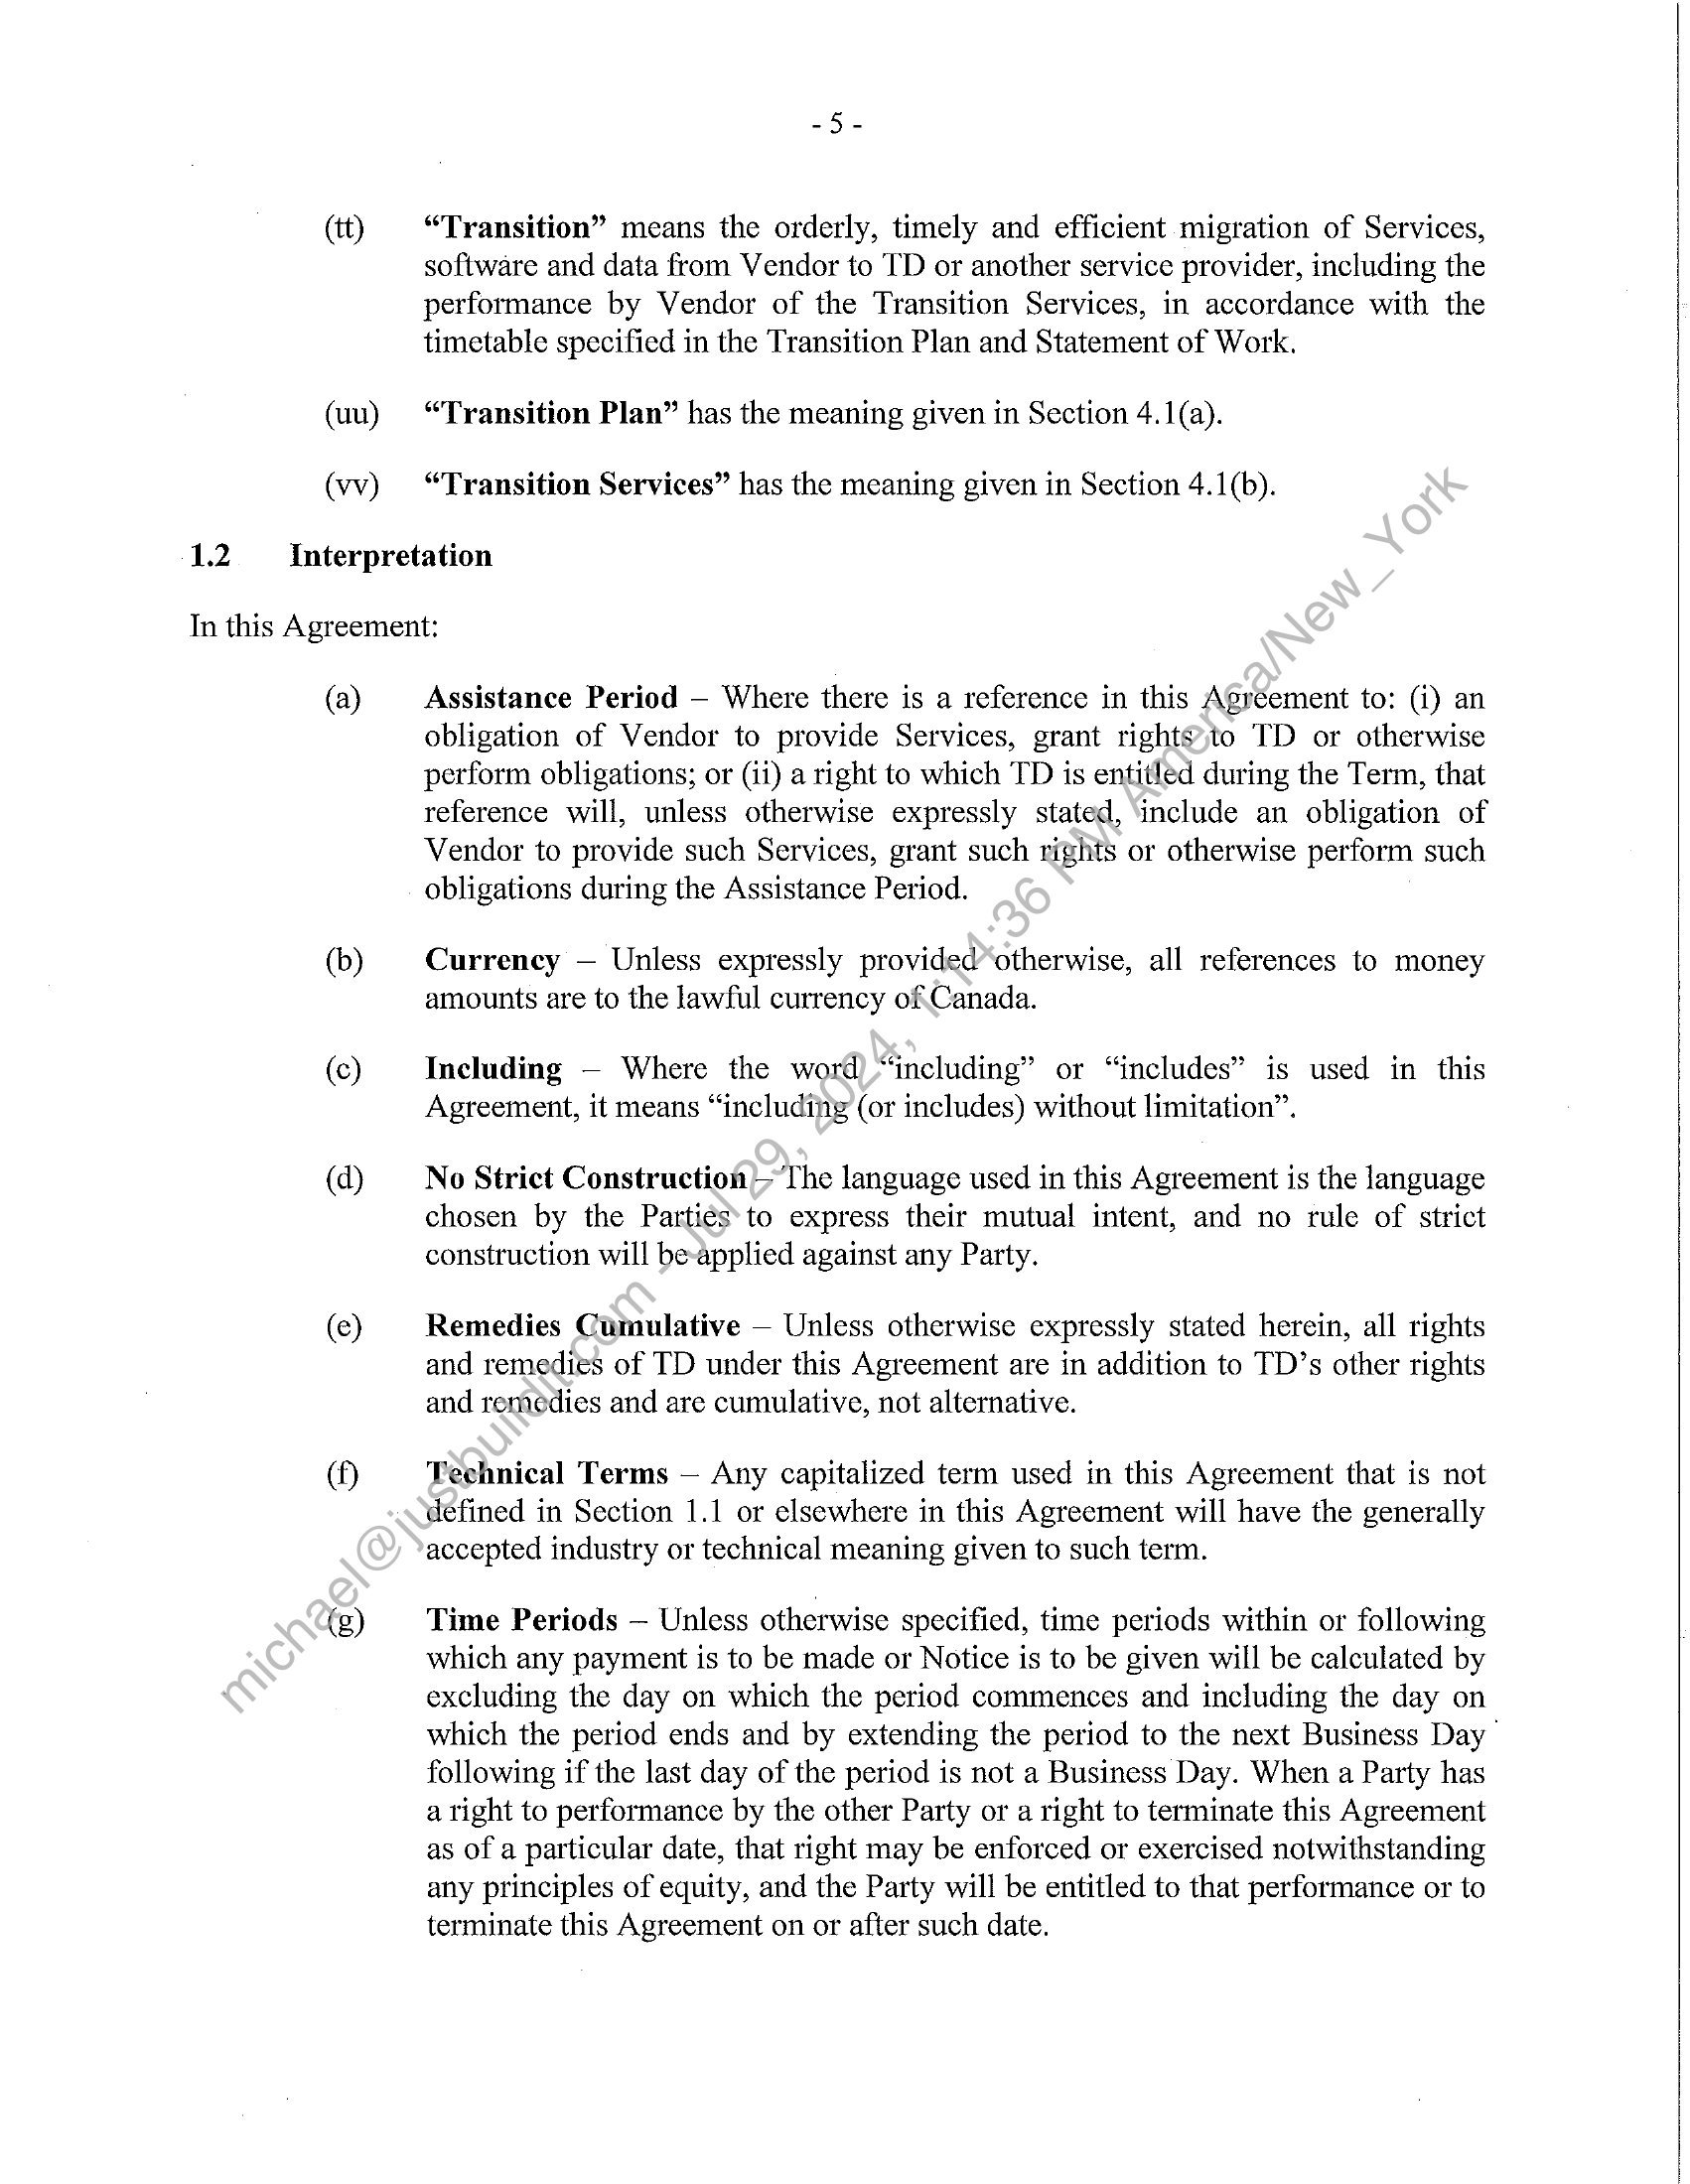 - 5 -
(tt) “Transition” means the orderly, timely and efficient migration of Services,
software and data from Vendor to TD or another service provider, including the
performance by Vendor of the Transition Services, in accordance with the
timetable specified in the Transition Plan and Statement of Work.
(uu) “Transition Plan” has the meaning given in Section 4.1(a).
(vv) “Transition Services” has the meaning given in Section 4.1(b).
1.2 Interpretation
In this Agreement:
(a) Assistance Period – Where there is a reference in this Agreement to: (i) an
obligation of Vendor to provide Services, grant rights to TD or otherwise
perform obligations; or (ii) a right to which TD is entitled during the Term, that
reference will, unless otherwise expressly stated, include an obligation of
Vendor to provide such Services, grant such rights or otherwise perform such
obligations during the Assistance Period.
(b) Currency – Unless expressly provided otherwise, all references to money
amounts are to the lawful currency of Canada.
(c) Including – Where the word “including” or “includes” is used in this
Agreement, it means “including (or includes) without limitation”.
(d) No Strict Construction – The language used in this Agreement is the language
chosen by the Parties to express their mutual intent, and no rule of strict
construction will be applied against any Party.
(e) Remedies Cumulative – Unless otherwise expressly stated herein, all rights
and remedies of TD under this Agreement are in addition to TD’s other rights
and remedies and are cumulative, not alternative.
(f) Technical Terms – Any capitalized term used in this Agreement that is not
defined in Section 1.1 or elsewhere in this Agreement will have the generally
accepted industry or technical meaning given to such term.
(g) Time Periods – Unless otherwise specified, time periods within or following
which any payment is to be made or Notice is to be given will be calculated by
excluding the day on which the period commences and including the day on
which the period ends and by extending the period to the next Business Day
following if the last day of the period is not a Business Day. When a Party has
a right to performance by the other Party or a right to terminate this Agreement
as of a particular date, that right may be enforced or exercised notwithstanding
any principles of equity, and the Party will be entitled to that performance or to
terminate this Agreement on or after such date.
michael@justbuildit.com - Jul 29, 2024, 1:14:36 PM America/New_York